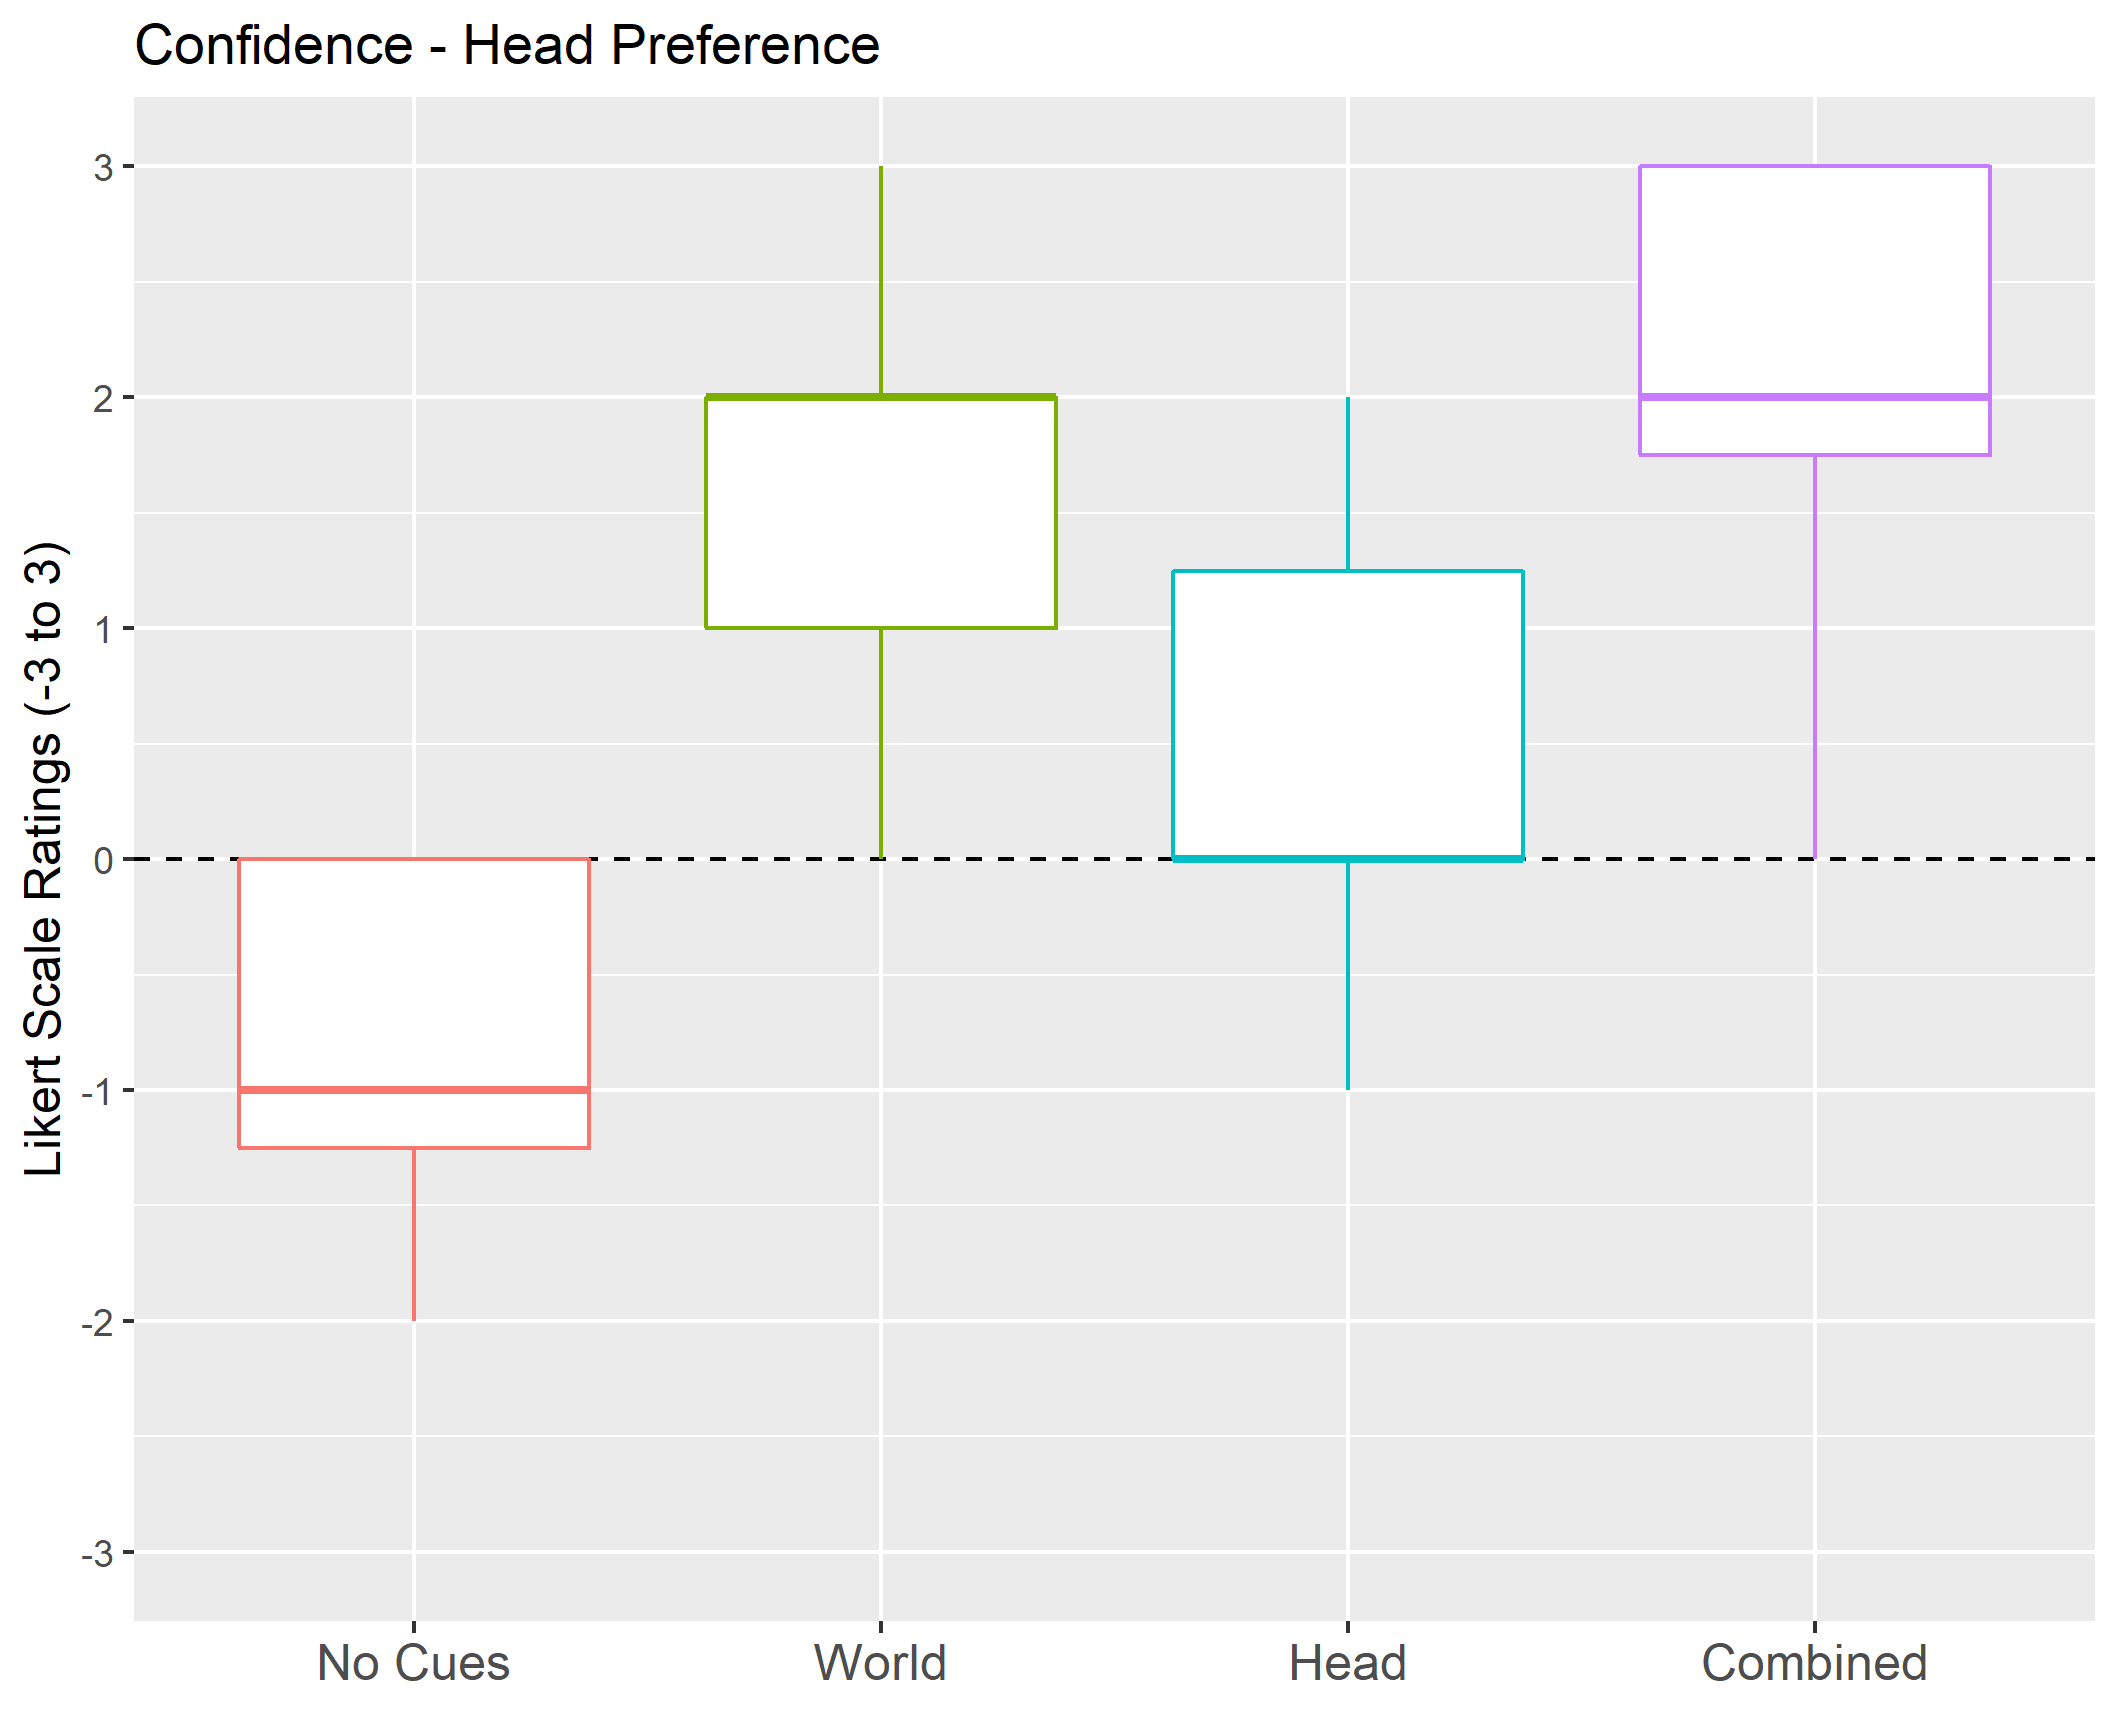 Confidence - Head Preference
Likert Scale Ratings (-3 to 3)
3
2
1
0
-1
-2
-3
No Cues
World
Head
Combined